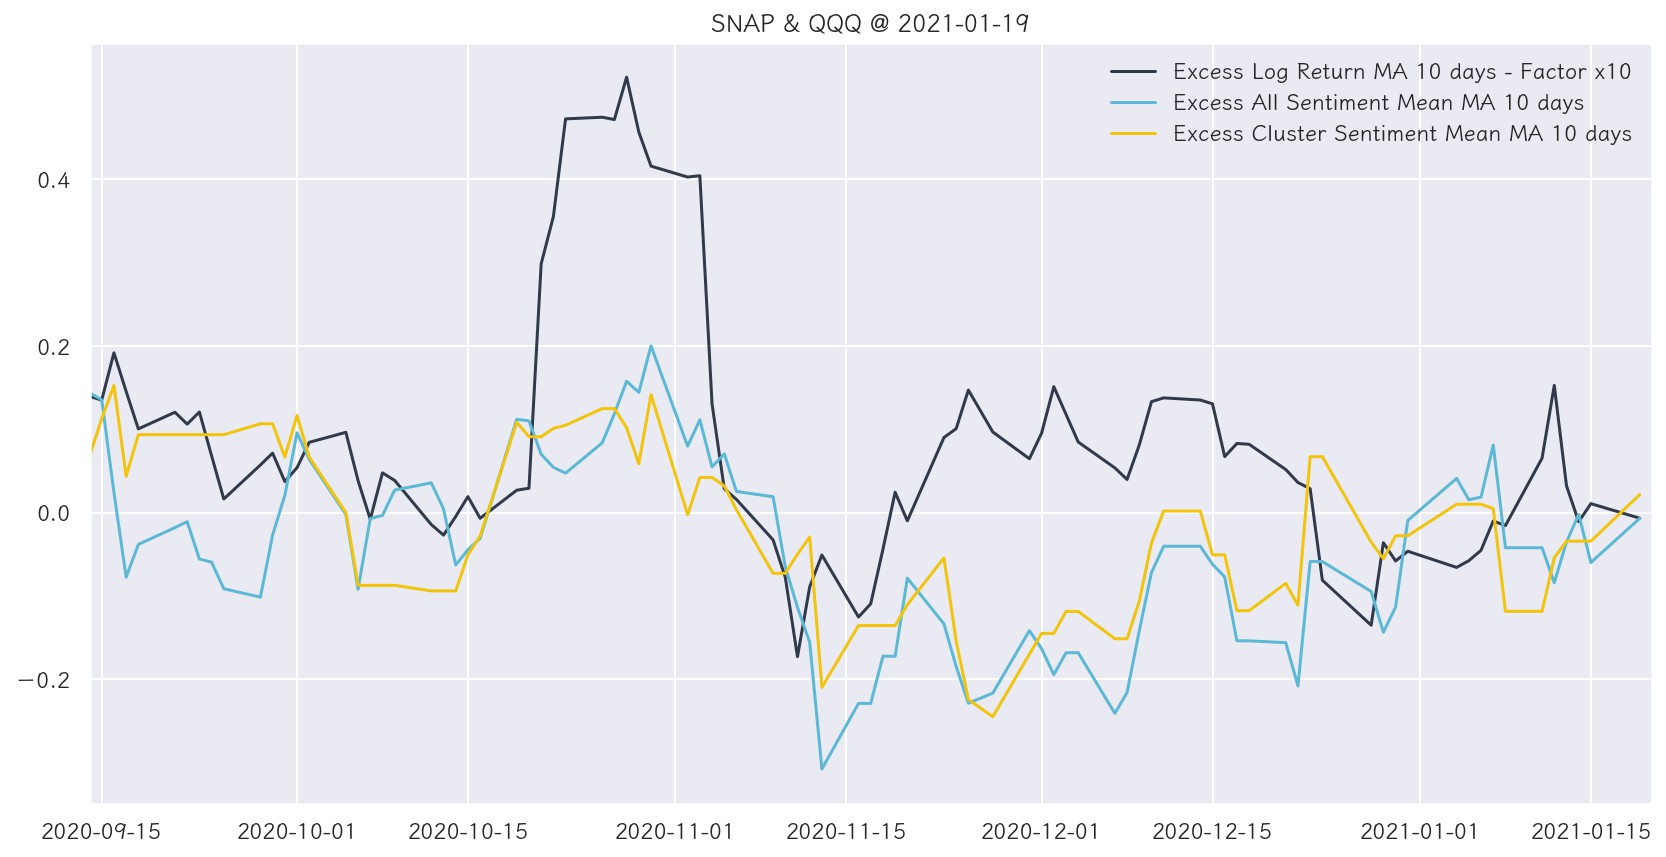 SNAP & QQQ @ 2021-01-19
Excess Log Return MA 10 days - Factor x10
Excess All Sentiment Mean MA 10 days
Excess Cluster Sentiment Mean MA 10 days
0.4
0.2
0.0
−0.2
2020-09-15 2020-10-01 2020-10-15 2020-11-01 2020-11-15 2020-12-01 2020-12-15 2021-01-01 2021-01-15